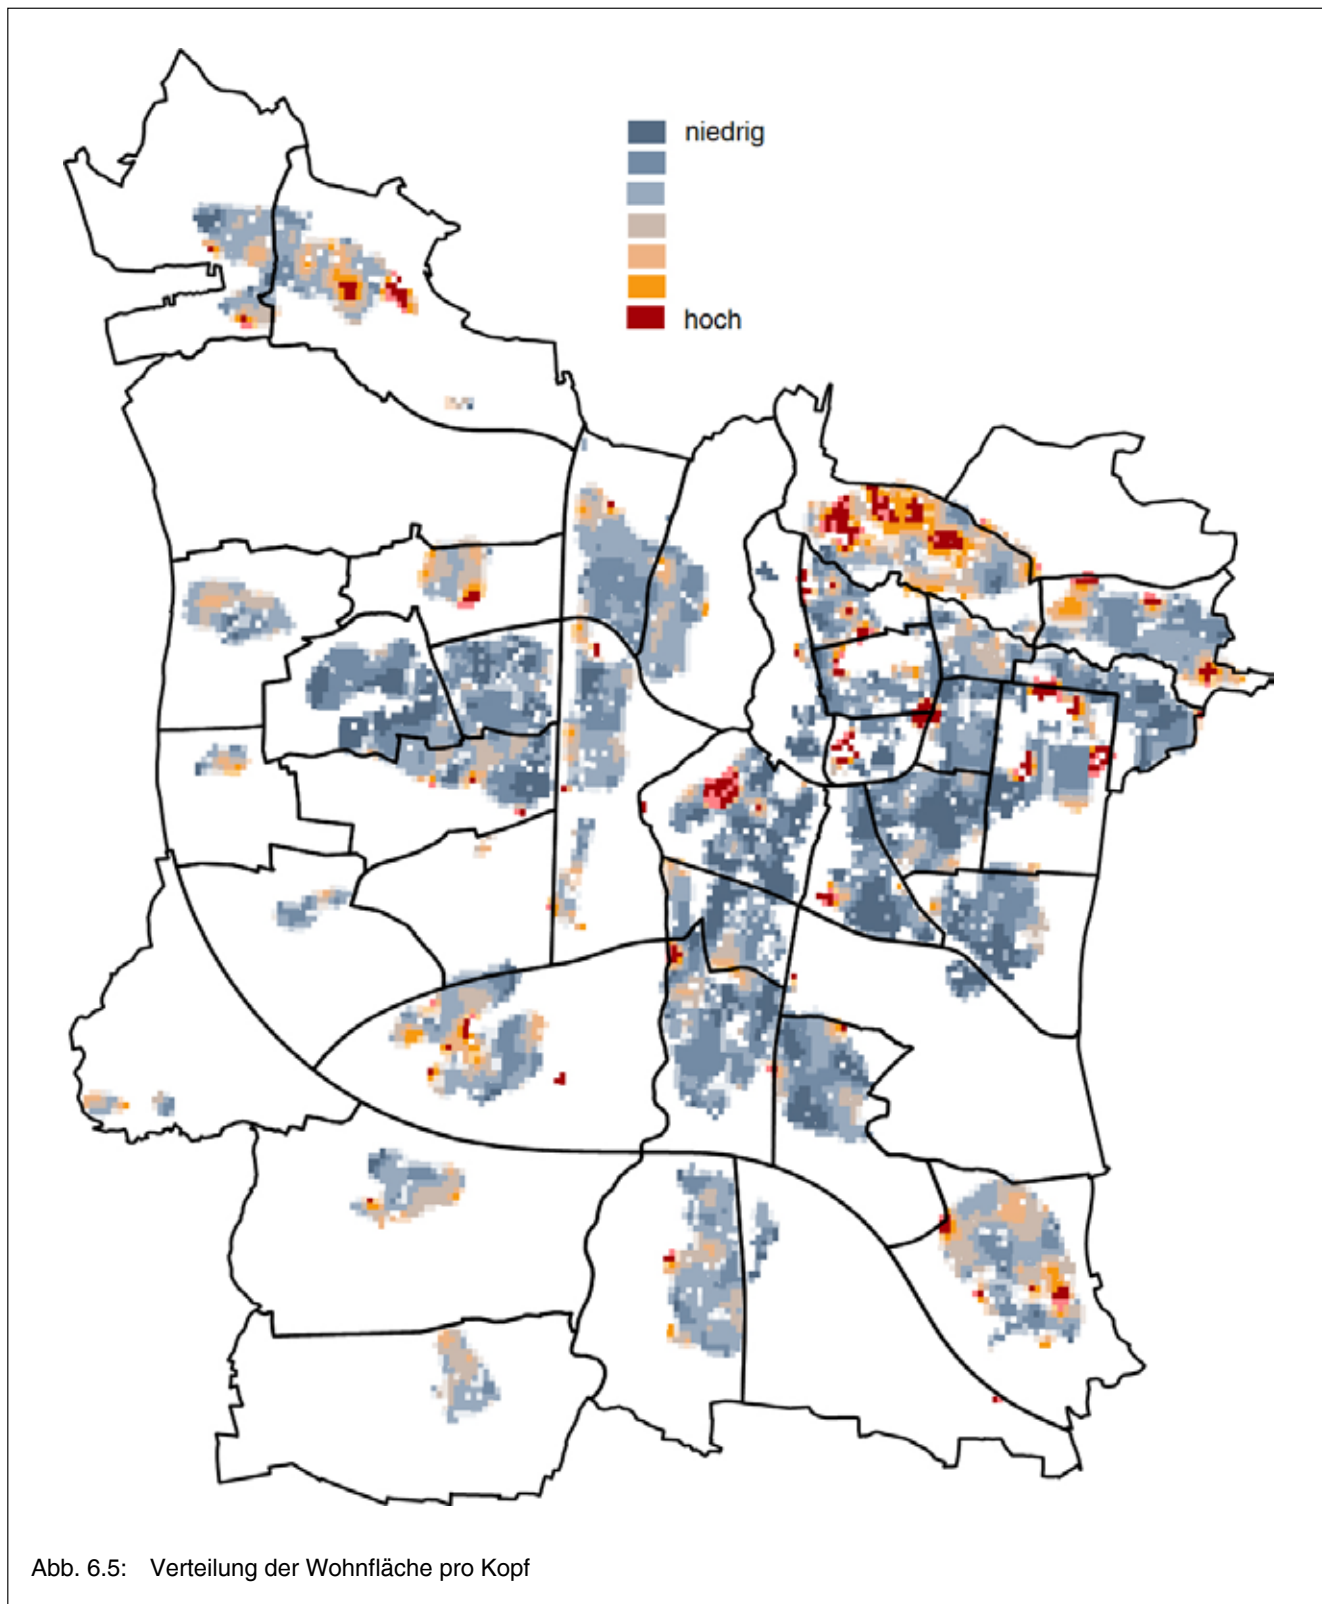 niedrig
hoch
Abb. 6.5: Verteilung der Wohnfläche pro Kopf